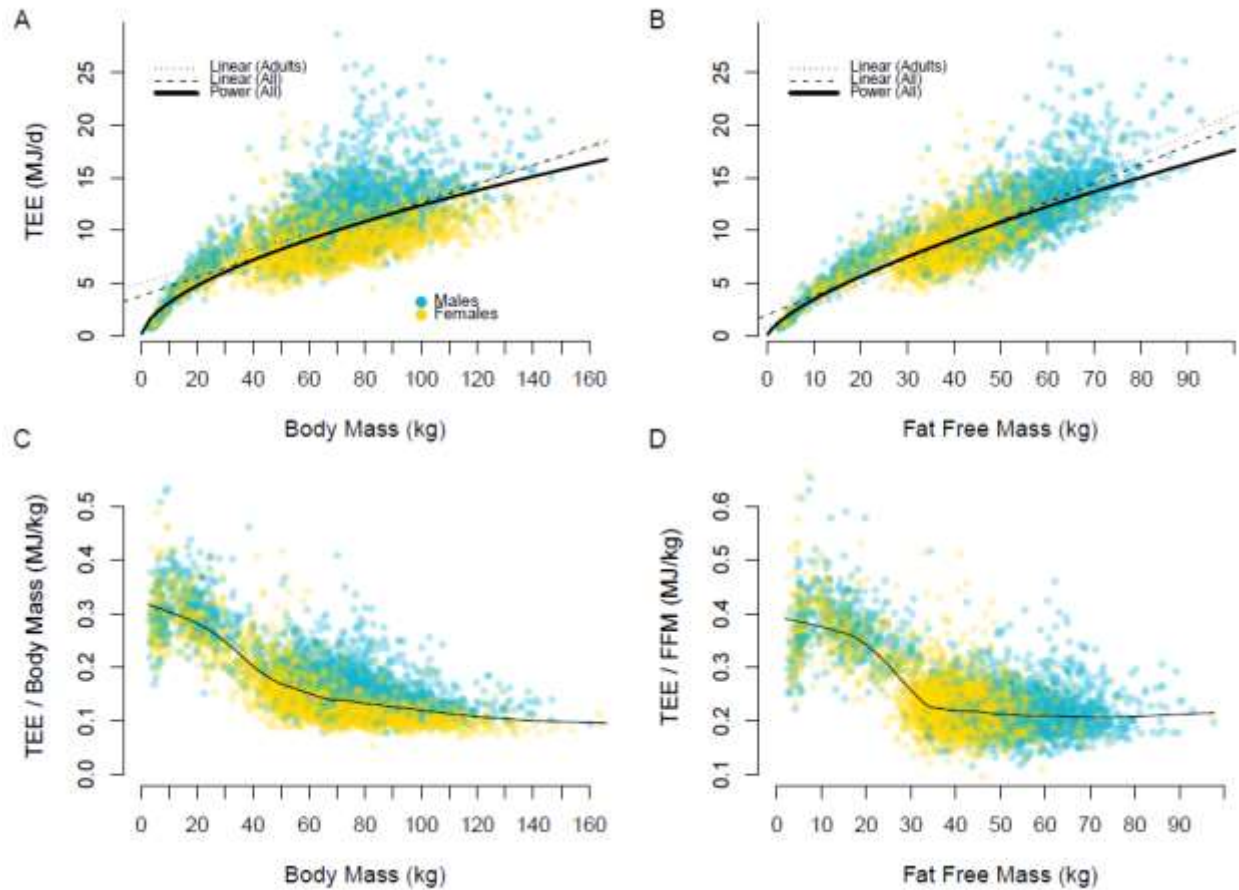 A
Linear (Adults)
Linear (All)
Power (All)
TEE (MJ/d)
25
20
15
10
5
0
Males
Females
0 20 40 60 80 100 120 140 160
Body Mass (kg)
B
Linear (Adults)
Linear (All)
Power (All)
25
20
15
10
5
0
0 10 20 30 40 50 60 70 80 90
Fat Free Mass (kg)
C
TEE / Body Mass (MJ/kg)
0.5
0.4
0.3
0.2
0.1
0.0
0 20 40 60 80 100 120 140 160
Body Mass (kg)
D
TEE / FFM (MJ/kg)
0.6
0.5
0.4
0.3
0.2
0.1
0 10 20 30 40 50 60 70 80 90
Fat Free Mass (kg)